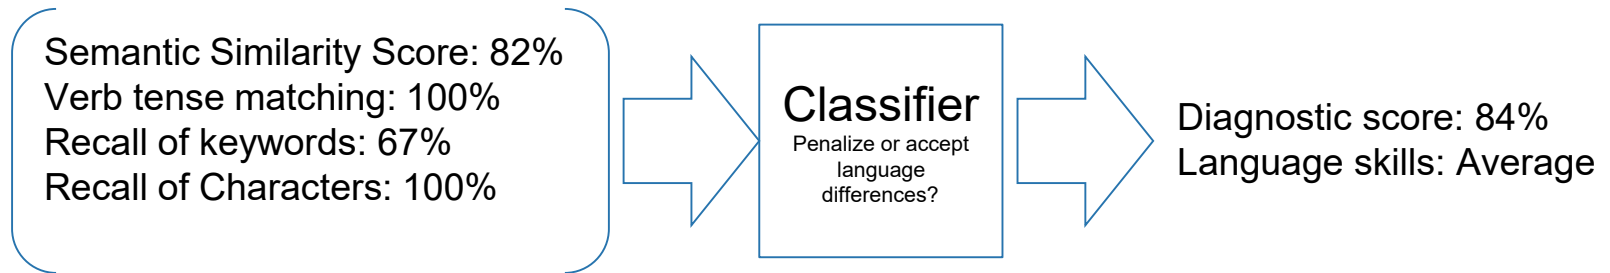 Semantic Similarity Score: 82%
Verb tense matching: 100%
Recall of keywords: 67%
Recall of Characters: 100%
Classifier
Penalize or accept
language
differences?
Diagnostic score: 84%
Language skills: Average